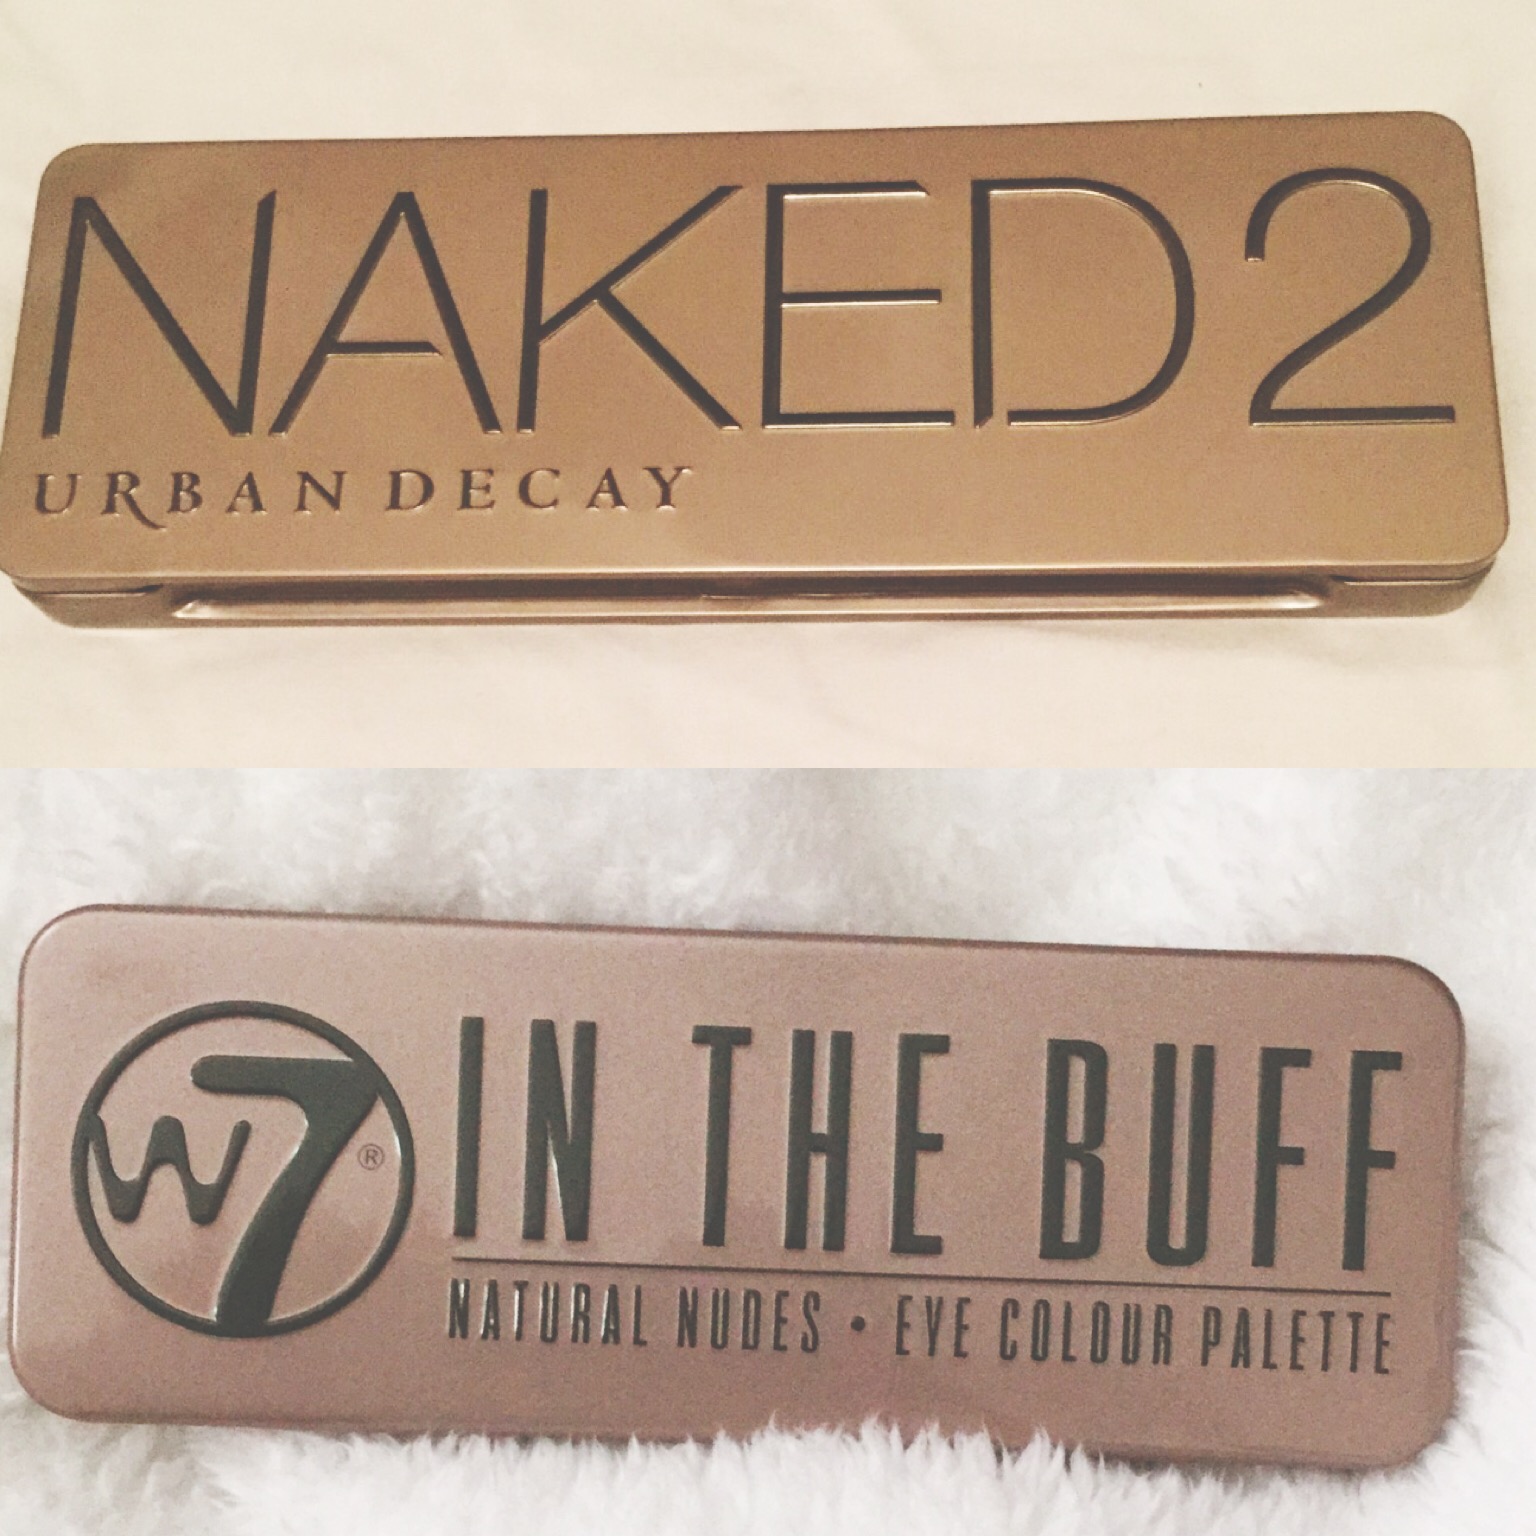 NAKED2
URBAN DECAY
W7®
IN THE BUFF
NATURAL NUDES • EYE COLOUR PALETTE